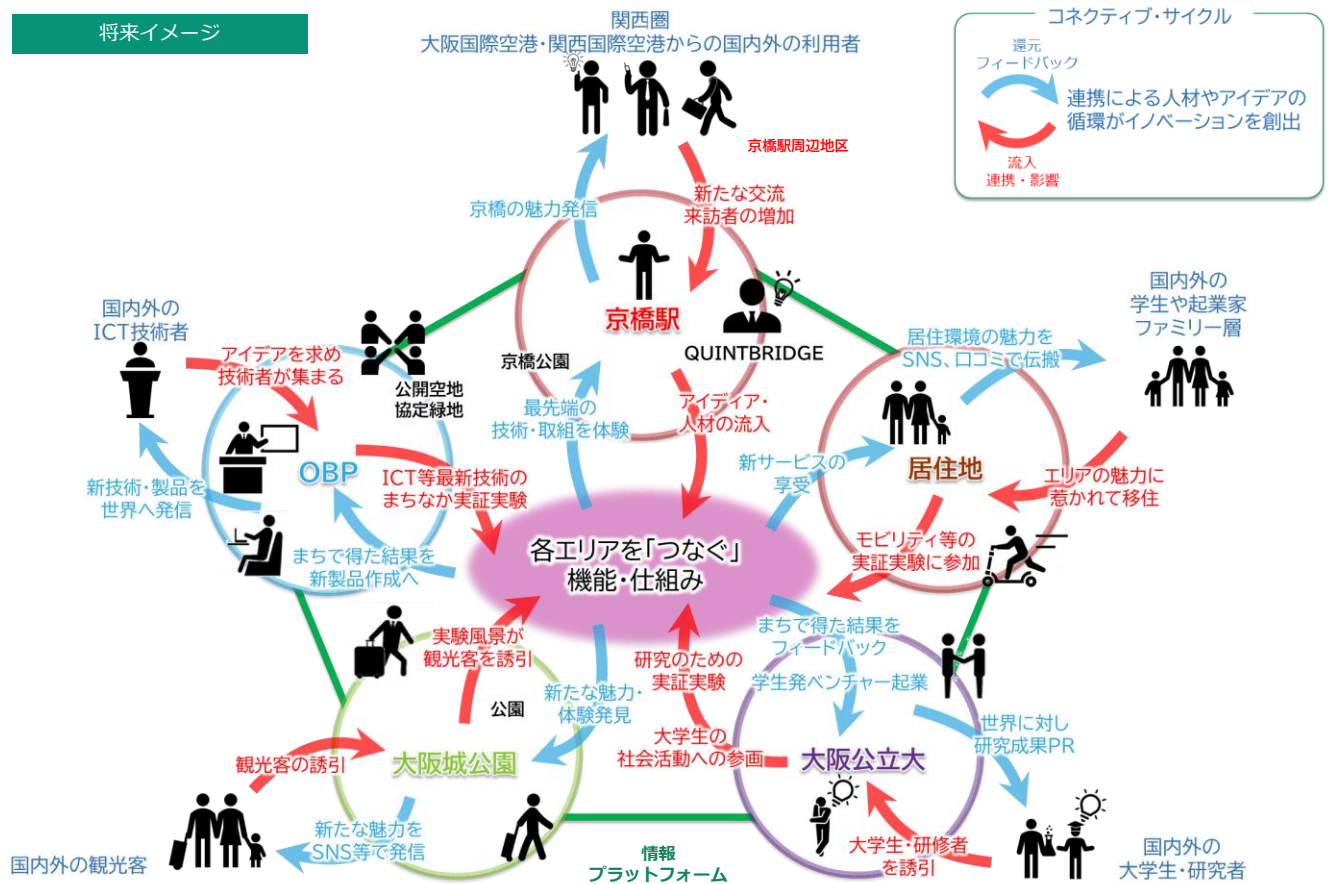 将来イメージ
関西圏
大阪国際空港・関西国際空港からの国内外の利用者
コネクティブ・サイクル
還元
フィードバック
連携による人材やアイデアの
循環がイノベーションを創出
流入
連携・影響
京橋駅周辺地区
京橋の魅力発信
新たな交流
来訪者の増加
京橋駅
QUINTBRIDGE
京橋公園
国内外の
ICT技術者
アイデアを求め
技術者が集まる
公開空地
協定緑地
最先端の
技術・取組を体験
アイディア・
人材の流入
居住環境の魅力を
SNS、口コミで伝搬
国内外の
学生や起業家
ファミリー層
OBP
ICT等最新技術の
まちなか実証実験
新技術・製品を
世界へ発信
まちで得た結果を
新製品作成へ
新サービスの
享受
居住地
エリアの魅力に
惹かれて移住
モビリティ等の
実証実験に参加
各エリアを「つなぐ」
機能・仕組み
実験風景が
観光客を誘引
公園
新たな魅力・
体験発見
研究のための
実証実験
大学生の
社会活動への参画
まちで得た結果を
フィードバック
学生発ベンチャー起業
世界に対し
研究成果PR
観光客の誘引
大阪城公園
大阪公立大
新たな魅力を
SNS等で発信
国内外の観光客
情報
プラットフォーム
大学生・研修者
を誘引
国内外の
大学生・研究者